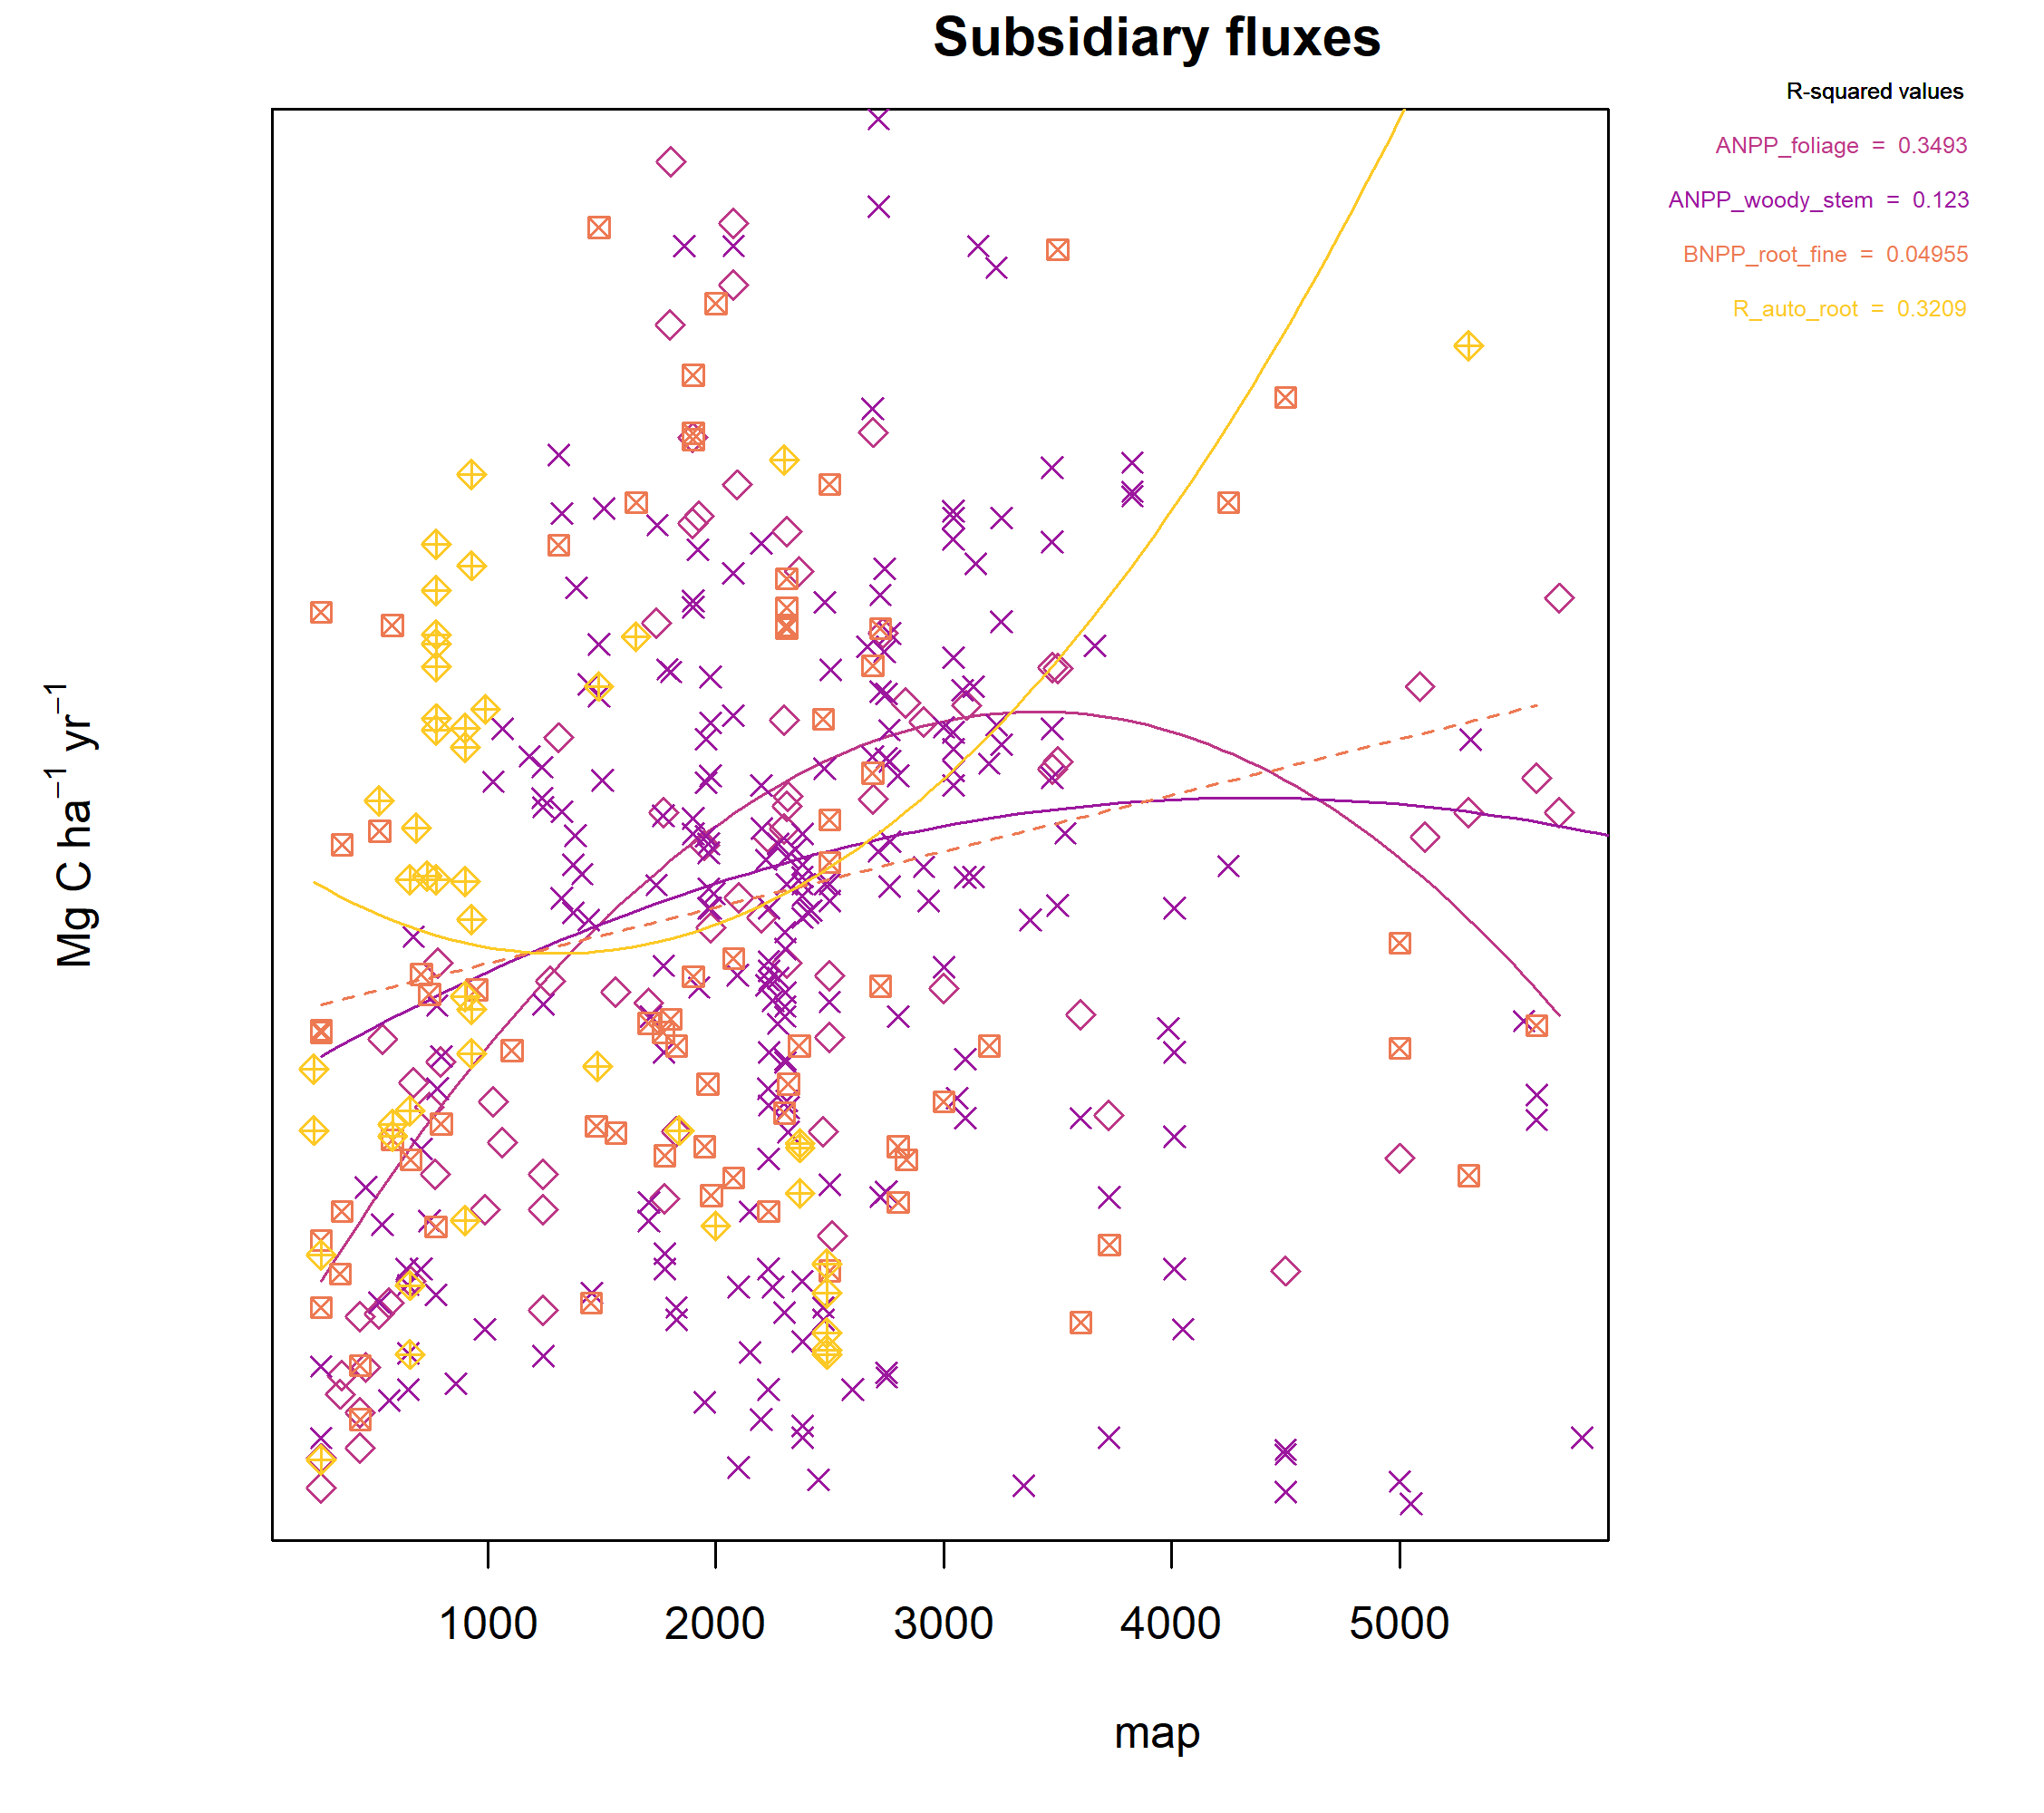 Subsidiary fluxes
R-squared values
ANPP_foliage = 0.3493
ANPP_woody_stem = 0.123
BNPP_root_fine = 0.04955
R_auto_root = 0.3209
Mg C ha⁻¹ yr⁻¹
1000 2000 3000 4000 5000
map